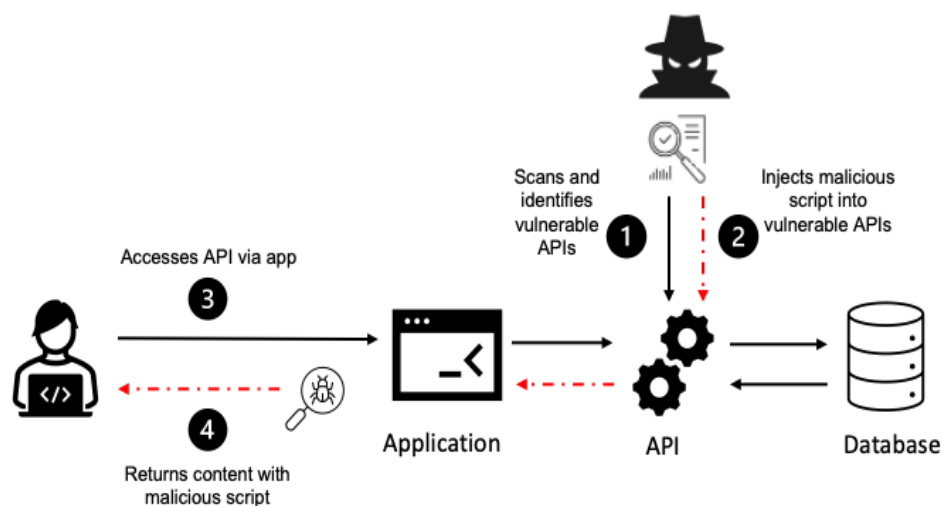 Scans and
identifies
vulnerable
APIs
1
2
Injects malicious
script into
vulnerable APIs
Accesses API via app
3
</>
4
Returns content with
malicious script
Application
API
Database